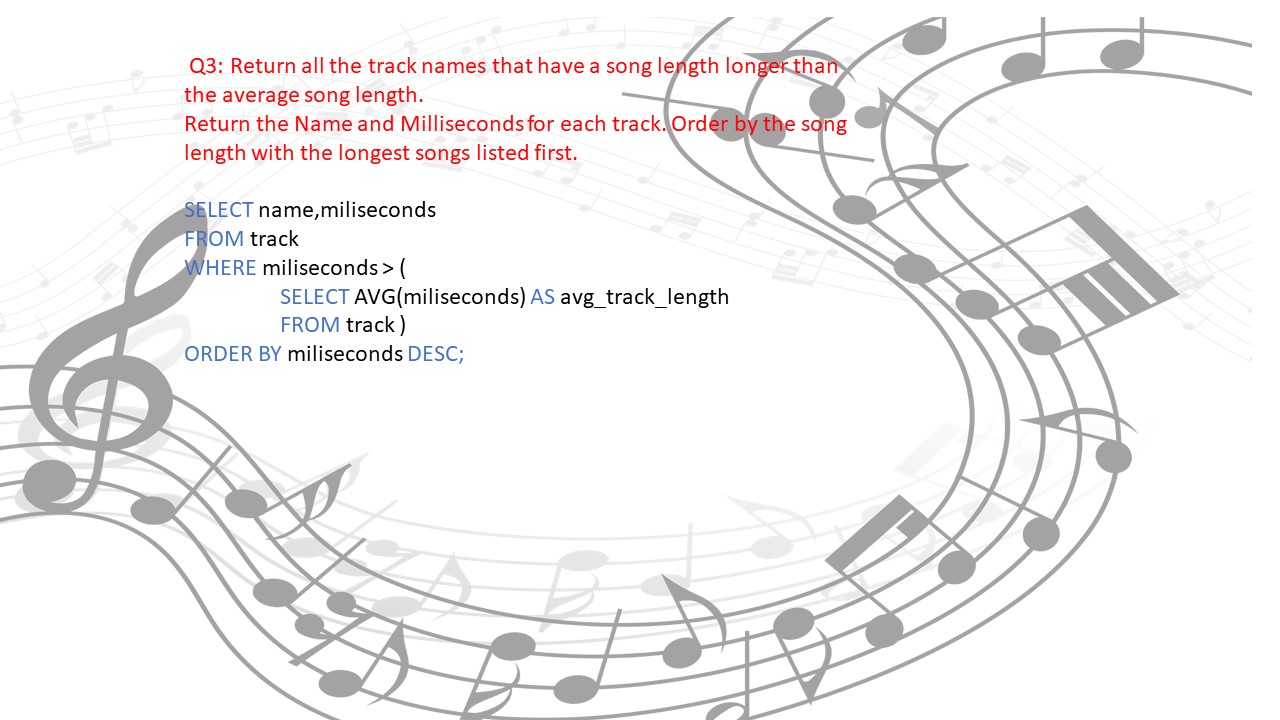 Q3: Return all the track names that have a song length longer than
the average song length.
Return the Name and Milliseconds for each track. Order by the song
length with the longest songs listed first.
SELECT name,miliseconds
FROM track
WHERE miliseconds > (
SELECT AVG(miliseconds) AS avg_track_length
FROM track )
ORDER BY miliseconds DESC;